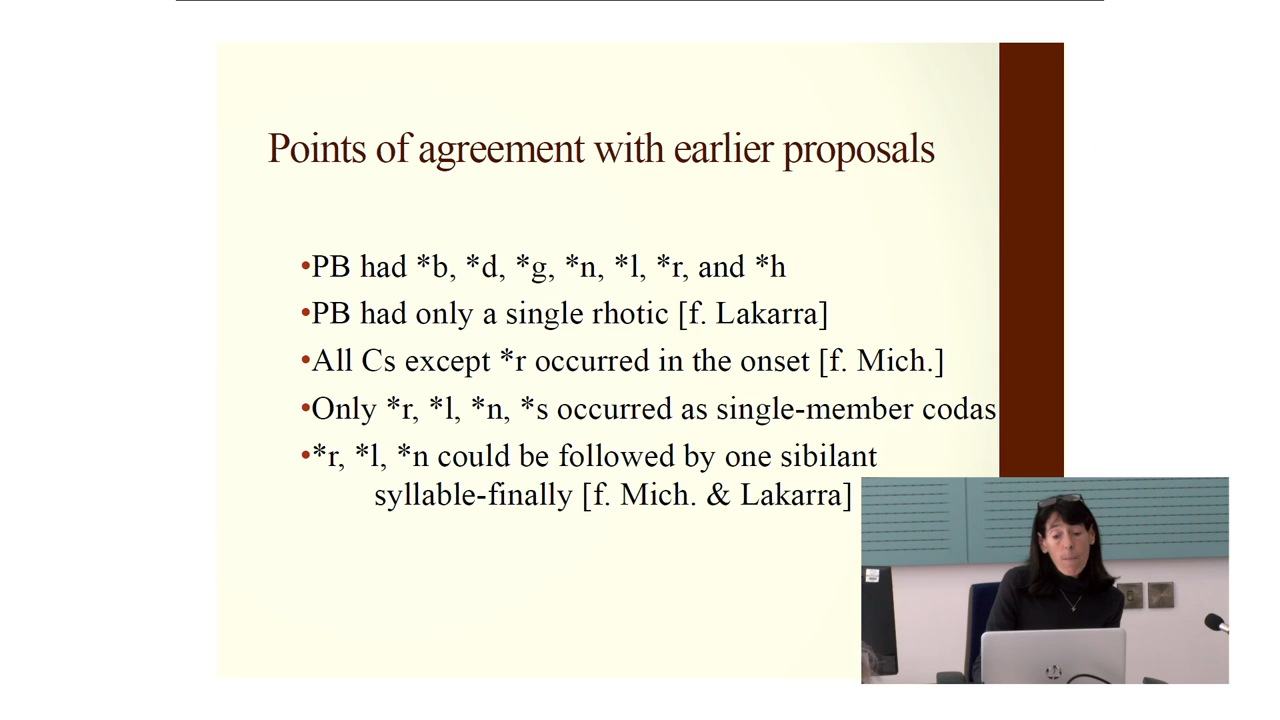 Points of agreement with earlier proposals
•PB had *b, *d, *g, *n, *l, *r, and *h
•PB had only a single rhotic [f. Lakarra]
•All Cs except *r occurred in the onset [f. Mich.]
•Only *r, *l, *n, *s occurred as single-member codas
•*r, *l, *n could be followed by one sibilant
syllable-finally [f. Mich. & Lakarra]